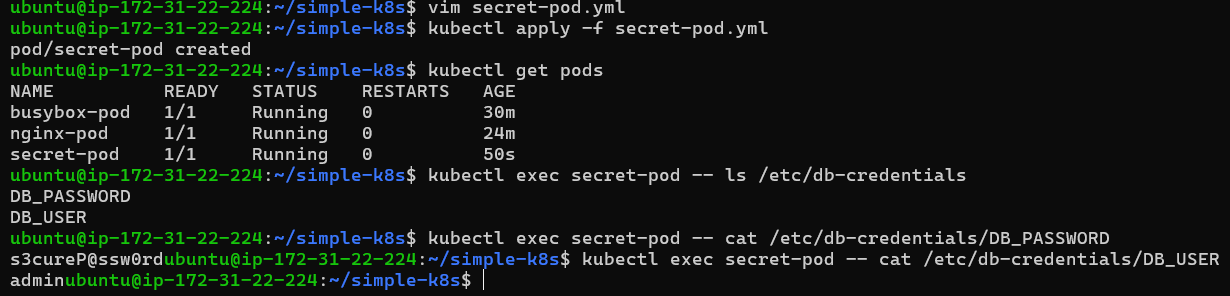 ubuntu@ip-172-31-22-224:~/simple-k8s$ vim secret-pod.yml
ubuntu@ip-172-31-22-224:~/simple-k8s$ kubectl apply -f secret-pod.yml
pod/secret-pod created
ubuntu@ip-172-31-22-224:~/simple-k8s$ kubectl get pods
NAME          READY   STATUS    RESTARTS   AGE
busybox-pod   1/1     Running   0          30m
nginx-pod     1/1     Running   0          24m
secret-pod    1/1     Running   0          50s
ubuntu@ip-172-31-22-224:~/simple-k8s$ kubectl exec secret-pod -- ls /etc/db-credentials
DB_PASSWORD
DB_USER
ubuntu@ip-172-31-22-224:~/simple-k8s$ kubectl exec secret-pod -- cat /etc/db-credentials/DB_PASSWORD
s3cureP@ssw0rdubuntu@ip-172-31-22-224:~/simple-k8s$ kubectl exec secret-pod -- cat /etc/db-credentials/DB_USER
adminubuntu@ip-172-31-22-224:~/simple-k8s$